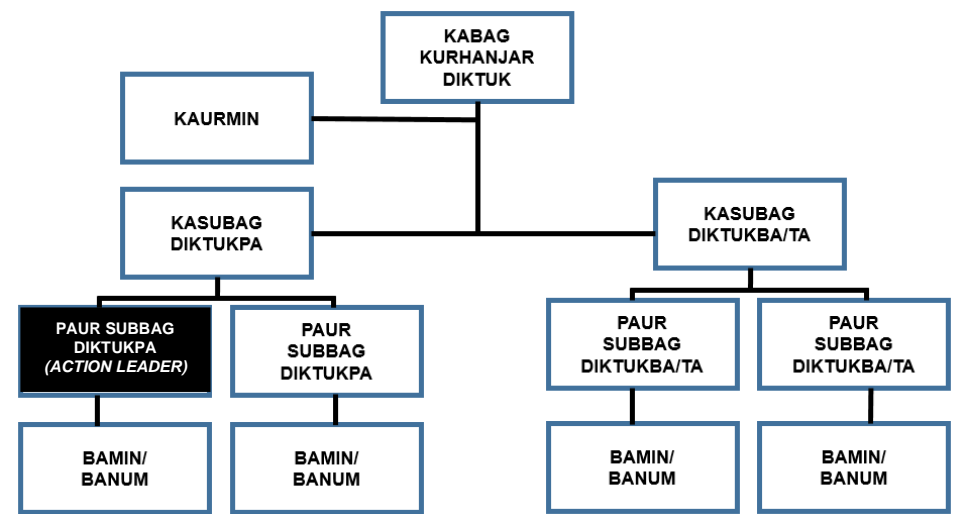 KABAG
KURHANJAR
DIKTUK
KAURMIN
KASUBAG
DIKTUKPA
KASUBAG
DIKTUKBA/TA
PAUR SUBBAG
DIKTUKPA
(ACTION LEADER)
PAUR
SUBBAG
DIKTUKPA
PAUR
SUBBAG
DIKTUKBA/TA
PAUR
SUBBAG
DIKTUKBA/TA
BAMIN/
BANUM
BAMIN/
BANUM
BAMIN/
BANUM
BAMIN/
BANUM